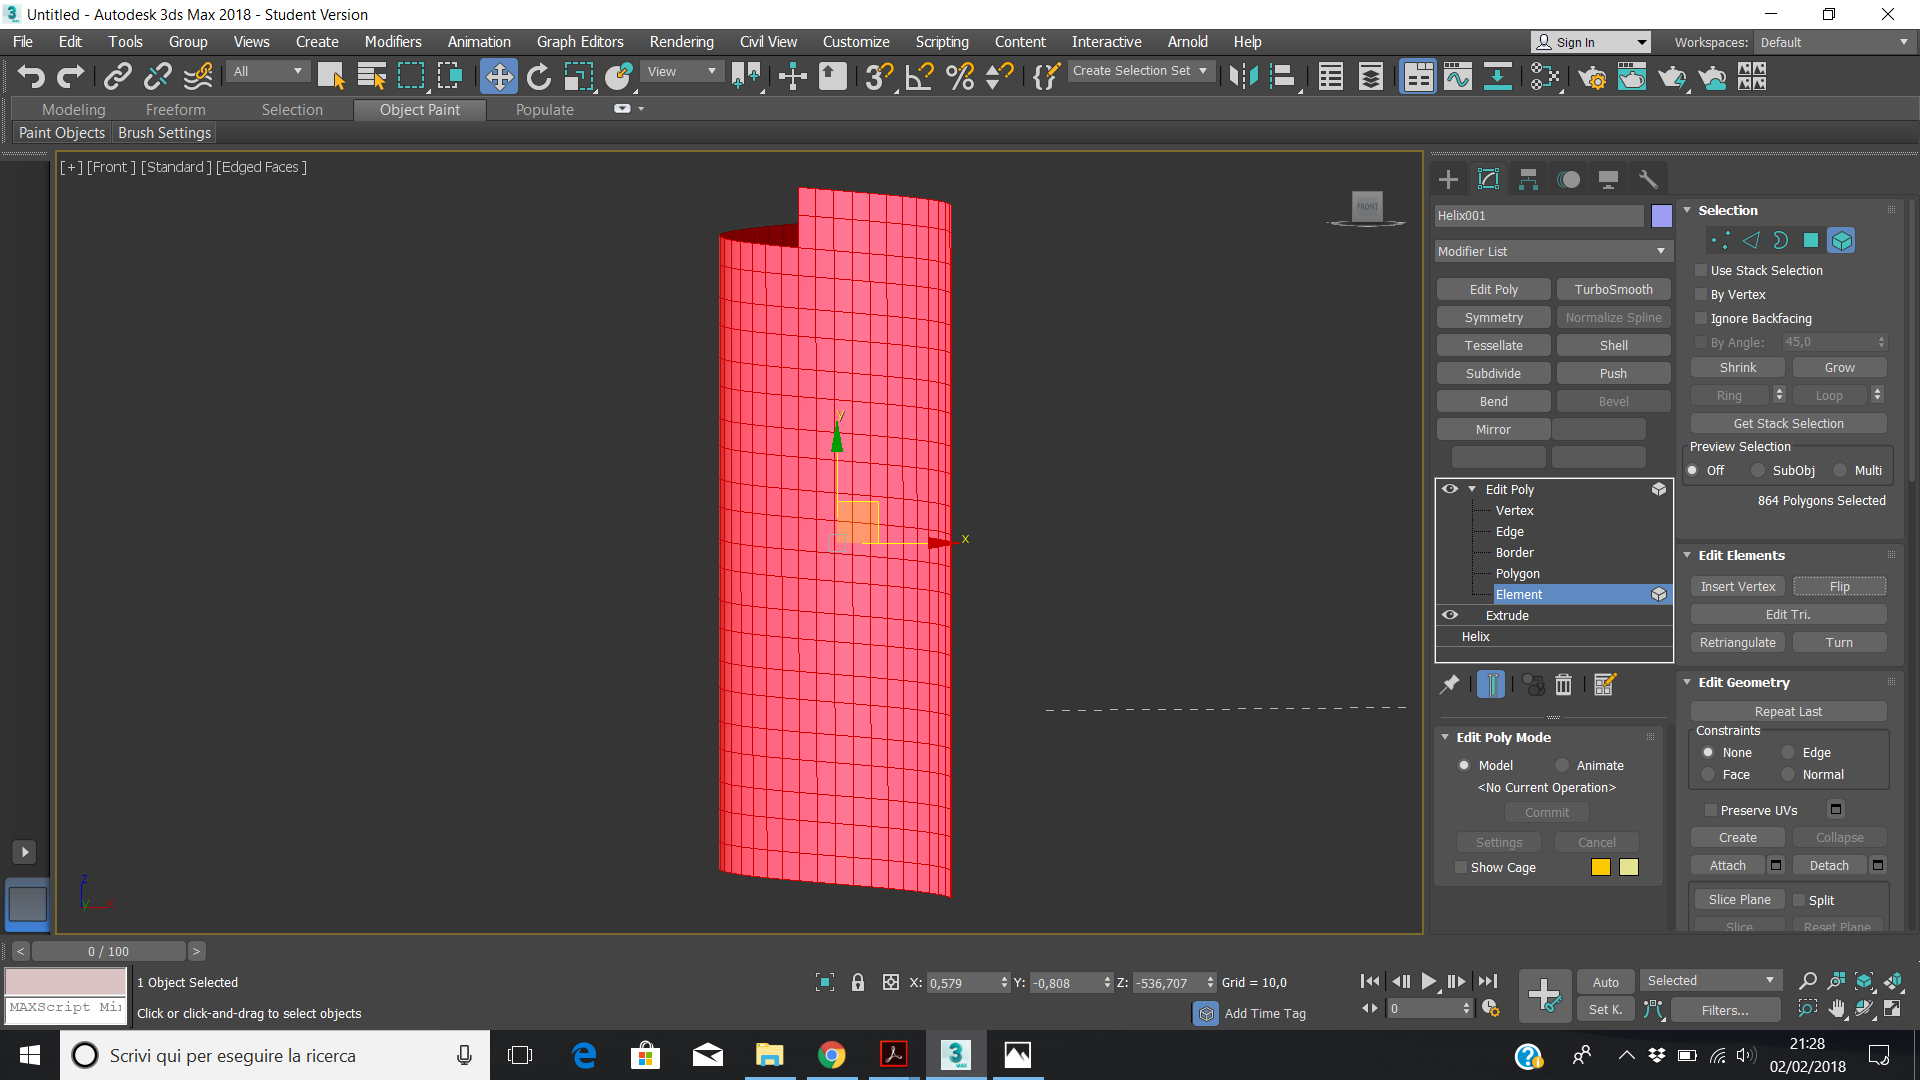 Untitled - Autodesk 3ds Max 2018 - Student Version
File Edit Tools Group Views Create Modifiers Animation Graph Editors Rendering Civil View Customize Scripting Content Interactive Arnold Help
Sign In
Workspaces: Default
All
View
Create Selection Set
Modeling Freeform Selection Object Paint Populate
Paint Objects Brush Settings
[ + ] [Front ] [Standard ] [Edged Faces ]
FRONT
y
x
z
y
Helix001
Modifier List
Edit Poly TurboSmooth
Symmetry Normalize Spline
Tessellate Shell
Subdivide Push
Bend Bevel
Mirror
Edit Poly
Vertex
Edge
Border
Polygon
Element
Extrude
Helix
Edit Poly Mode
Model Animate
<No Current Operation>
Commit
Settings Cancel
Show Cage
Selection
Use Stack Selection
By Vertex
Ignore Backfacing
By Angle: 45,0
Shrink Grow
Ring Loop
Get Stack Selection
Preview Selection
Off SubObj Multi
864 Polygons Selected
Edit Elements
Insert Vertex Flip
Edit Tri.
Retriangulate Turn
Edit Geometry
Repeat Last
Constraints
None Edge
Face Normal
Preserve UVs
Create Collapse
Attach Detach
Slice Plane Split
Slice Reset Plane
< 0 / 100 >
MAXScript Mi
1 Object Selected
Click or click-and-drag to select objects
X: 0,579 Y: -0,808 Z: -536,707 Grid = 10,0
Add Time Tag
0
Auto Selected
Set K. Filters...
Scrivi qui per eseguire la ricerca
3
MAX
21:28
02/02/2018